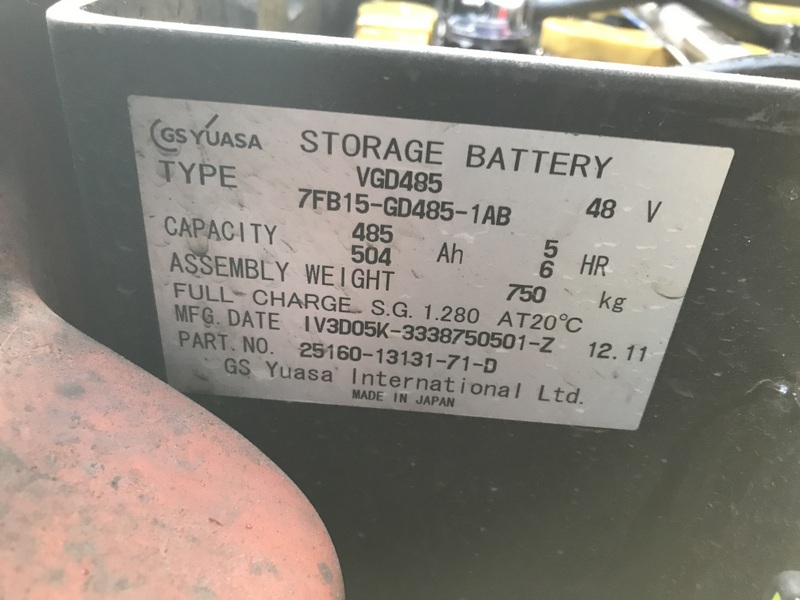 GS YUASA STORAGE BATTERY
TYPE VGD485
7FB15-GD485-1AB 48 V
CAPACITY 485 Ah 5 HR
504 6
ASSEMBLY WEIGHT 750 kg
FULL CHARGE S.G. 1.280 AT20℃
MFG. DATE IV3D05K-3338750501-Z 12.11
PART. NO. 25160-13131-71-D
GS Yuasa International Ltd.
MADE IN JAPAN